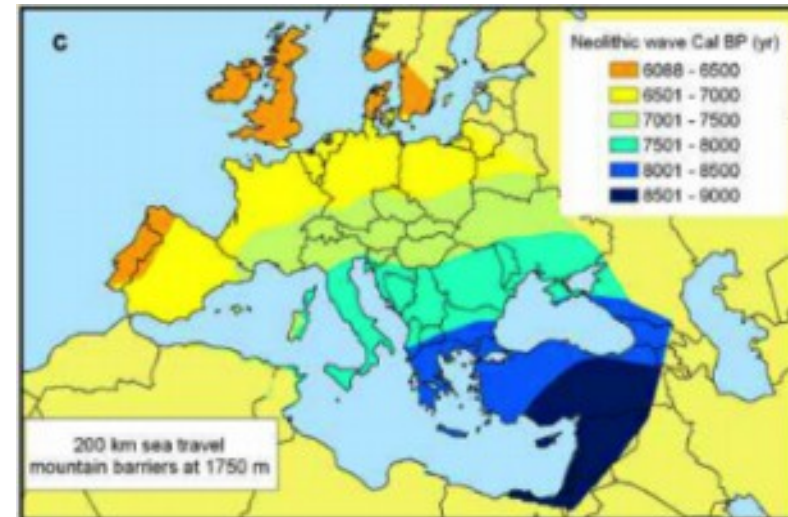 c
Neolithic wave Cal BP (yr)
6088 - 6500
6501 - 7000
7001 - 7500
7501 - 8000
8001 - 8500
8501 - 9000
200 km sea travel
mountain barriers at 1750 m